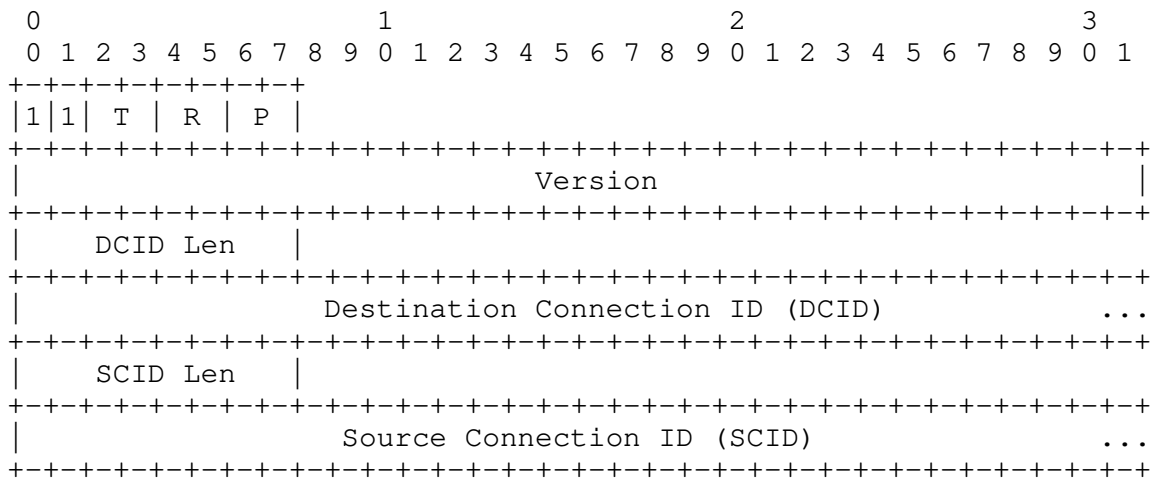 0                   1                   2                   3
 0 1 2 3 4 5 6 7 8 9 0 1 2 3 4 5 6 7 8 9 0 1 2 3 4 5 6 7 8 9 0 1
+-+-+-+-+-+-+-+-+
|1|1| T | R | P |
+-+-+-+-+-+-+-+-+-+-+-+-+-+-+-+-+-+-+-+-+-+-+-+-+-+-+-+-+-+-+-+-+
|                             Version                           |
+-+-+-+-+-+-+-+-+-+-+-+-+-+-+-+-+-+-+-+-+-+-+-+-+-+-+-+-+-+-+-+-+
|    DCID Len   |
+-+-+-+-+-+-+-+-+-+-+-+-+-+-+-+-+-+-+-+-+-+-+-+-+-+-+-+-+-+-+-+-+
|                 Destination Connection ID (DCID)            ...
+-+-+-+-+-+-+-+-+-+-+-+-+-+-+-+-+-+-+-+-+-+-+-+-+-+-+-+-+-+-+-+-+
|    SCID Len   |
+-+-+-+-+-+-+-+-+-+-+-+-+-+-+-+-+-+-+-+-+-+-+-+-+-+-+-+-+-+-+-+-+
|                  Source Connection ID (SCID)                ...
+-+-+-+-+-+-+-+-+-+-+-+-+-+-+-+-+-+-+-+-+-+-+-+-+-+-+-+-+-+-+-+-+